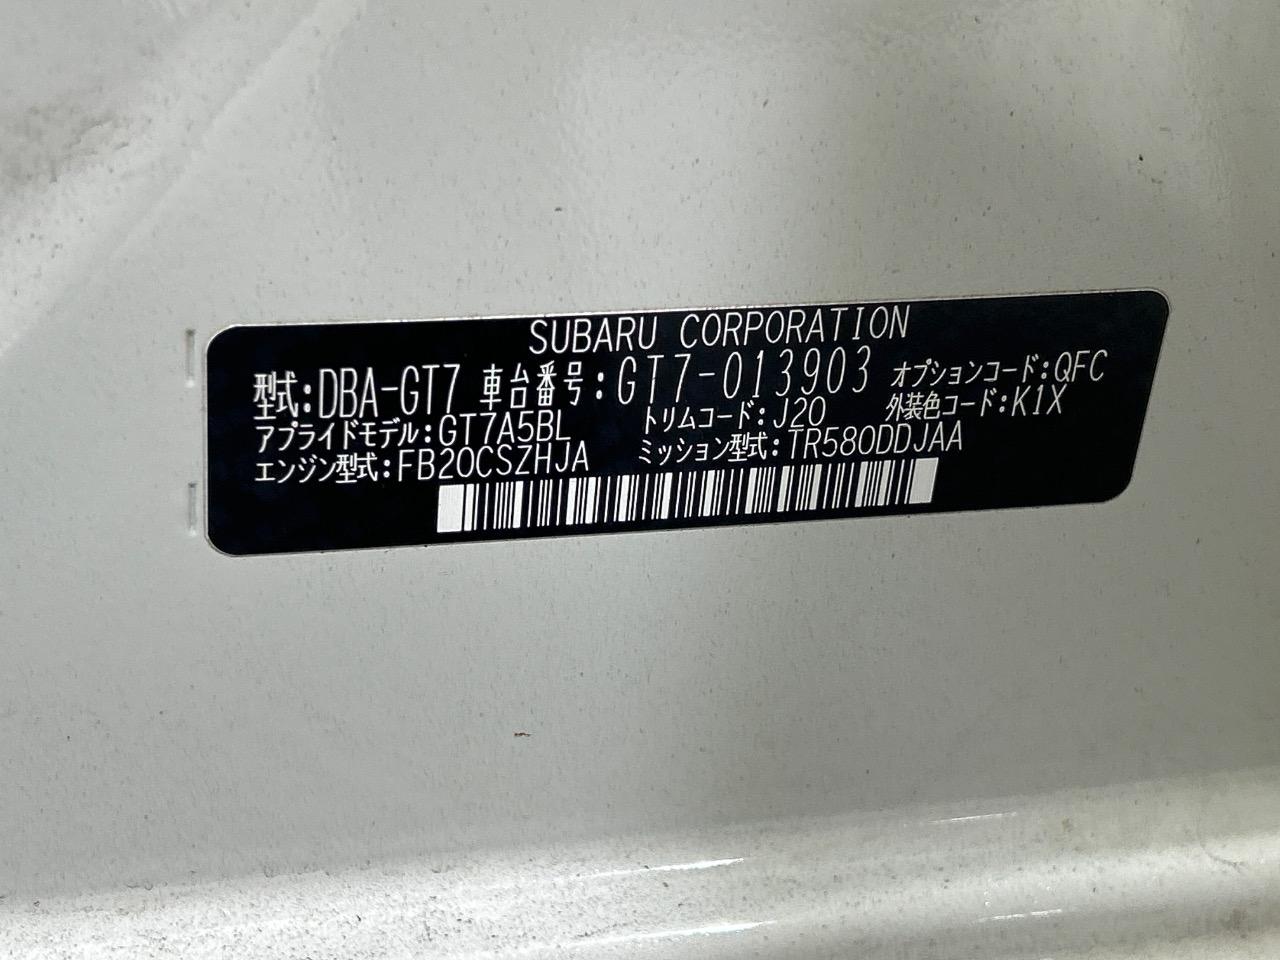 SUBARU CORPORATION
型式:DBA-GT7 車台番号:GT7-013903 オプションコード:QFC
アプライドモデル:GT7A5BL トリムコード:J20 外装色コード:K1X
エンジン型式:FB20CSZHJA ミッション型式:TR580DDJAA